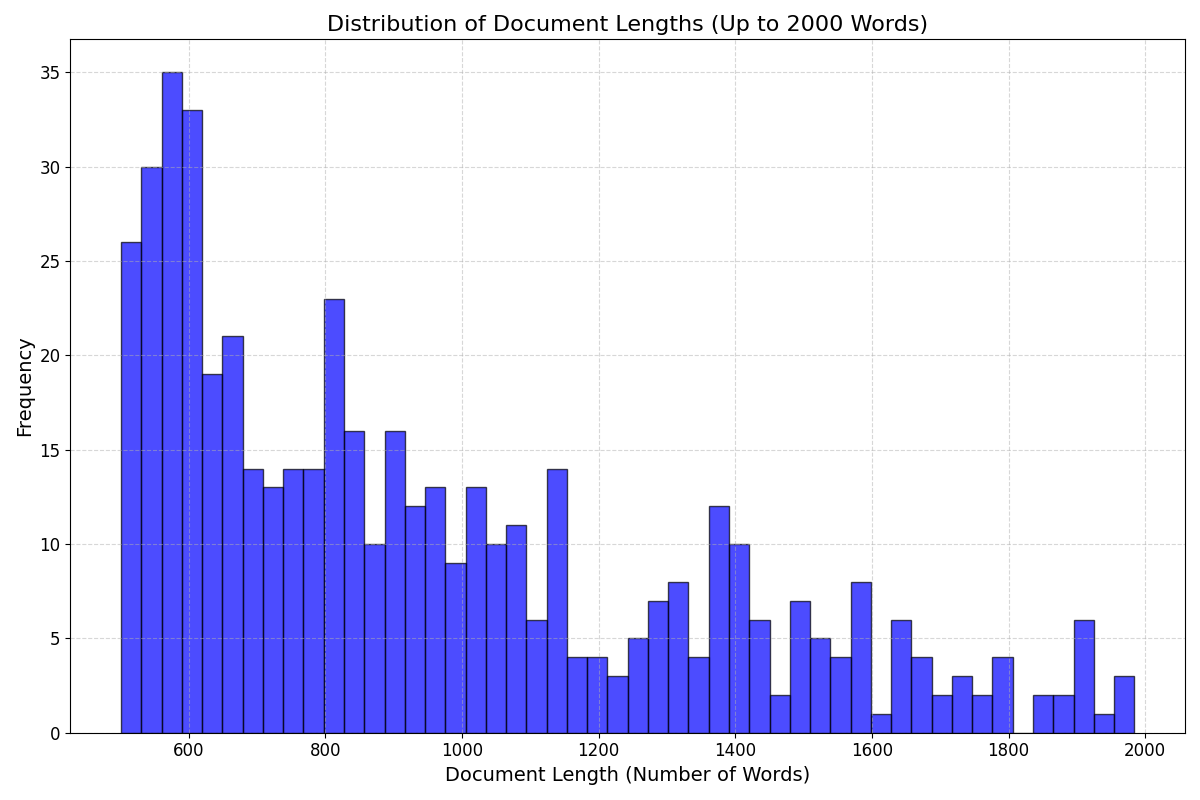 Distribution of Document Lengths (Up to 2000 Words)
35
30
25
20
15
10
5
0
Frequency
600 800 1000 1200 1400 1600 1800 2000
Document Length (Number of Words)